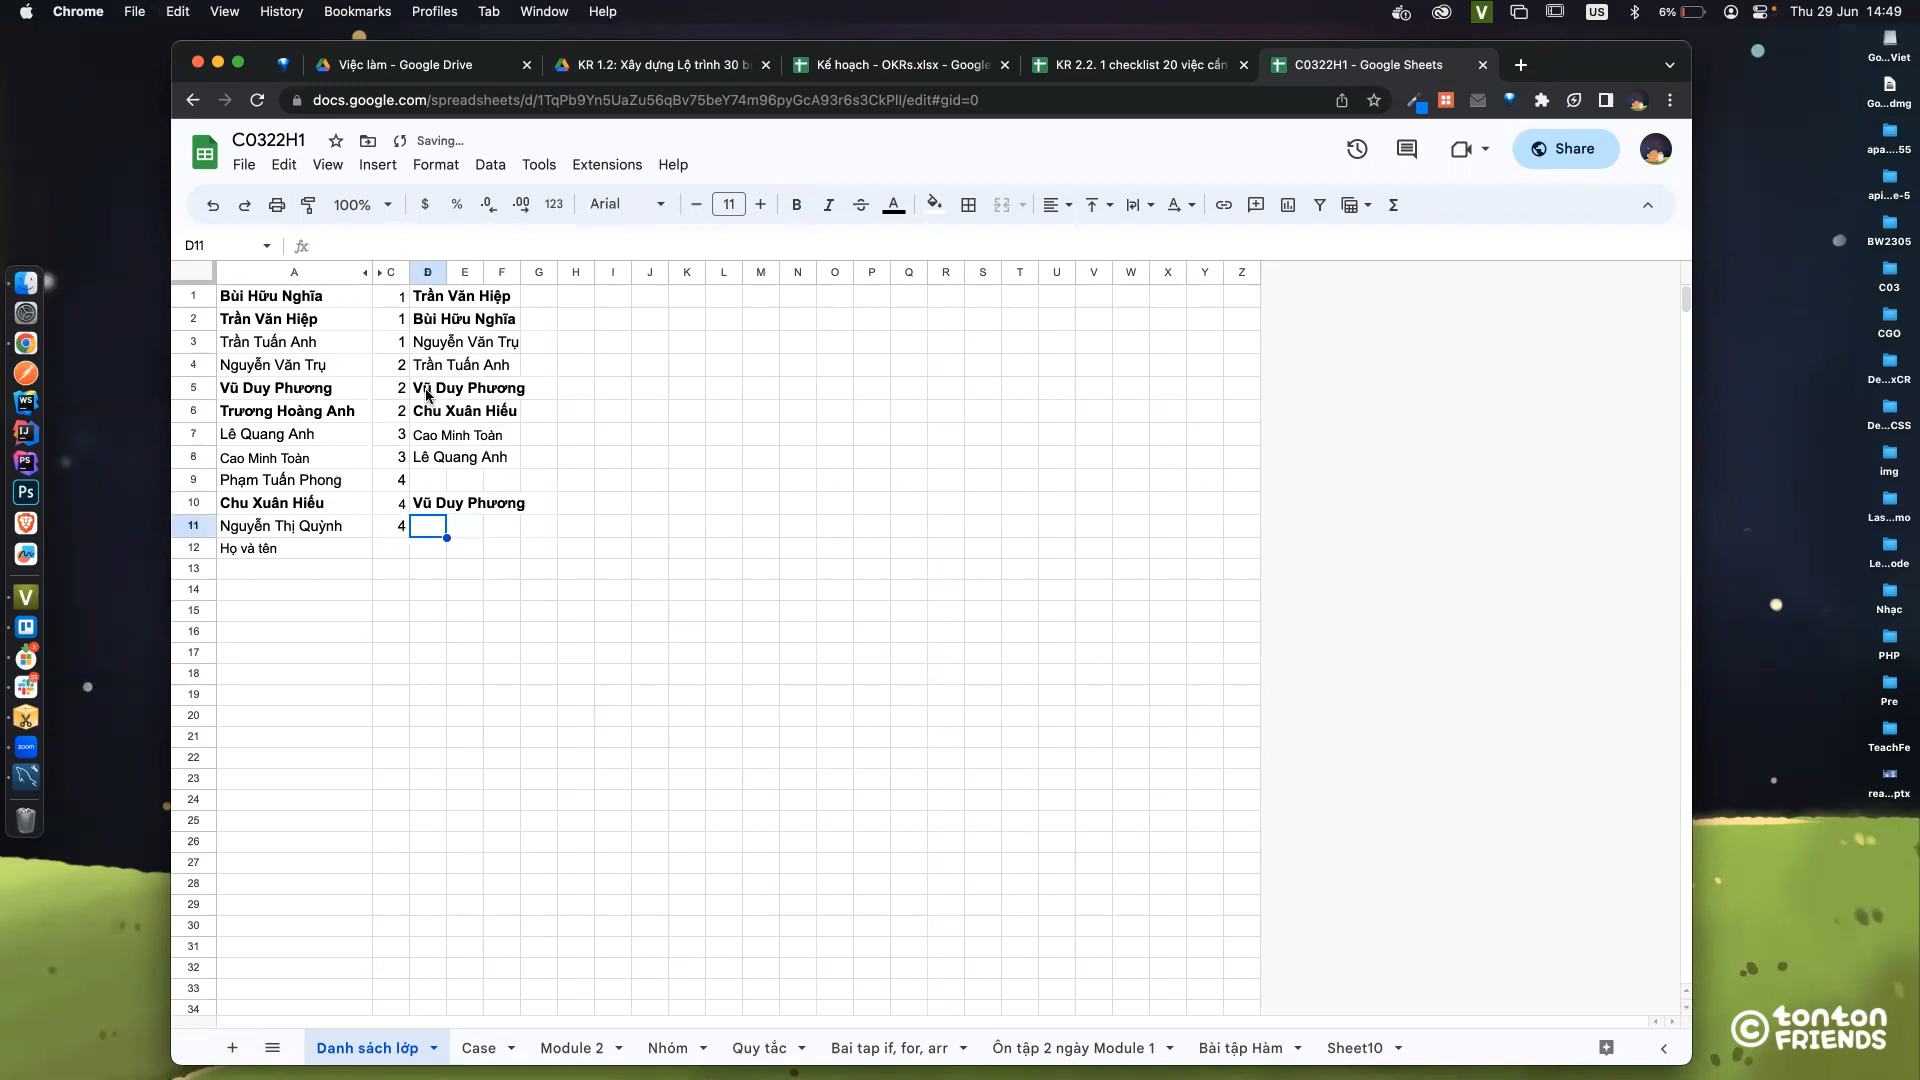 Chrome File Edit View History Bookmarks Profiles Tab Window Help
V US 6% Thu 29 Jun 14:49
Việc làm - Google Drive
KR 1.2: Xây dựng Lộ trình 30 b
Kế hoạch - OKRs.xlsx - Google
KR 2.2. 1 checklist 20 việc cần
C0322H1 - Google Sheets
docs.google.com/spreadsheets/d/1TqPb9Yn5UaZu56qBv75beY74m96pyGcA93r6s3CkPlI/edit#gid=0
C0322H1 Saving...
File Edit View Insert Format Data Tools Extensions Help
Share
100% $ % .0 .00 123 Arial 11 B I S A Σ
D11 fx
A C D E F G H I J K L M N O P Q R S T U V W X Y Z
1 Bùi Hữu Nghĩa 1 Trần Văn Hiệp
2 Trần Văn Hiệp 1 Bùi Hữu Nghĩa
3 Trần Tuấn Anh 1 Nguyễn Văn Trụ
4 Nguyễn Văn Trụ 2 Trần Tuấn Anh
5 Vũ Duy Phương 2 Vũ Duy Phương
6 Trương Hoàng Anh 2 Chu Xuân Hiếu
7 Lê Quang Anh 3 Cao Minh Toàn
8 Cao Minh Toàn 3 Lê Quang Anh
9 Phạm Tuấn Phong 4
10 Chu Xuân Hiếu 4 Vũ Duy Phương
11 Nguyễn Thị Quỳnh 4
12 Họ và tên
13
14
15
16
17
18
19
20
21
22
23
24
25
26
27
28
29
30
31
32
33
34
Danh sách lớp Case Module 2 Nhóm Quy tắc Bai tap if, for, arr Ôn tập 2 ngày Module 1 Bài tập Hàm Sheet10
Go...Viet
Go...dmg
apa....55
api...e-5
BW2305
C03
CGO
De...xCR
De...CSS
img
Las...mo
Le...ode
Nhạc
PHP
Pre
TeachFe
rea...ptx
WS
IJ
PS
Ps
V
zoom
© tonton
FRIENDS